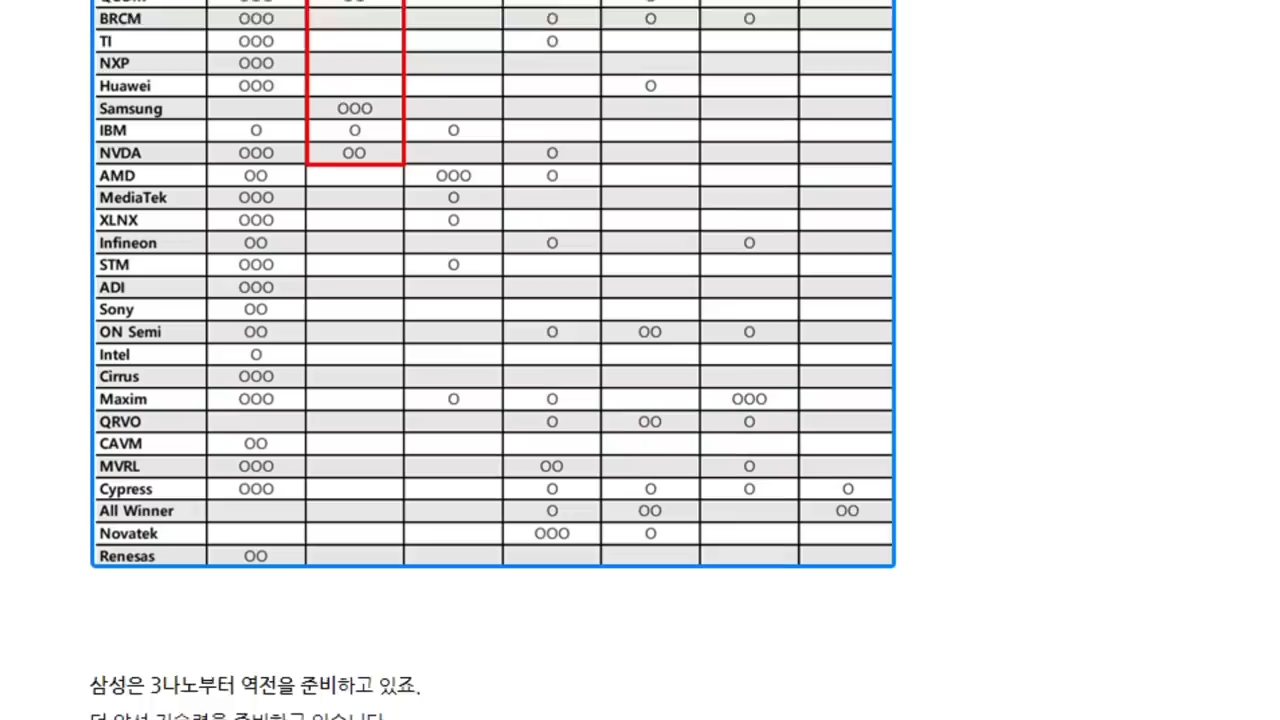 BRCM OOO O O O
TI OOO O
NXP OOO
Huawei OOO O
Samsung OOO
IBM O O O
NVDA OOO OO O
AMD OO OOO O
MediaTek OOO O
XLNX OOO O
Infineon OO O O
STM OOO O
ADI OOO
Sony OO
ON Semi OO O OO O
Intel O
Cirrus OOO
Maxim OOO O O OOO
QRVO O OO O
CAVM OO
MVRL OOO OO O
Cypress OOO O O O O
All Winner O OO OO
Novatek OOO O
Renesas OO
삼성은 3나노부터 역전을 준비하고 있죠.